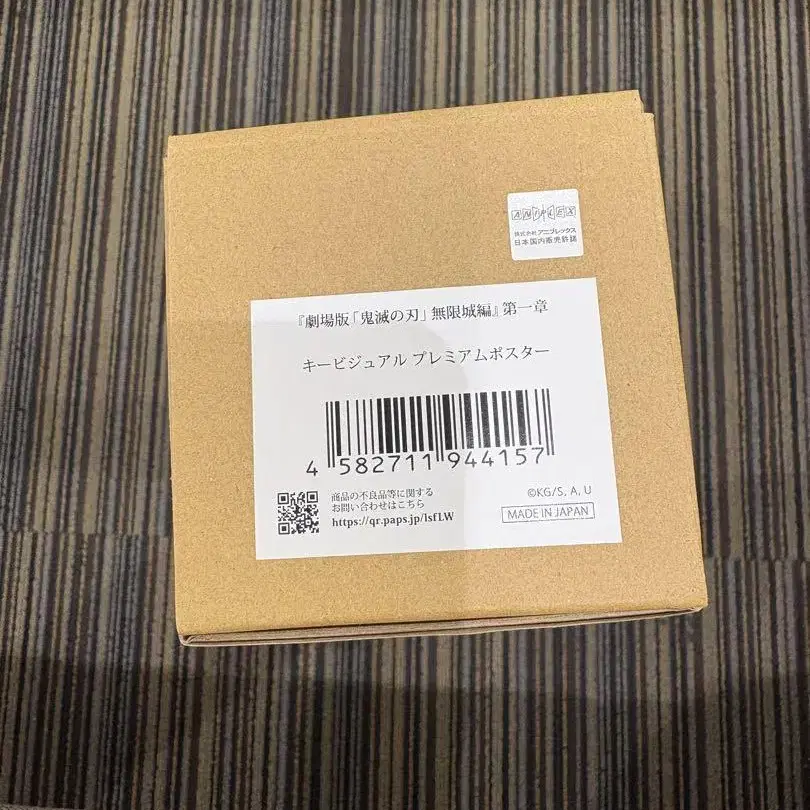 ANIPLEX
株式会社アニプレックス
日本国内販売許諾
『劇場版「鬼滅の刃」無限城編』第一章
キービジュアル プレミアムポスター
4 582711 944157
商品の不良品等に関する
お問い合わせはこちら
https://qr.paps.jp/lsf1W
©KG/S, A, U
MADE IN JAPAN